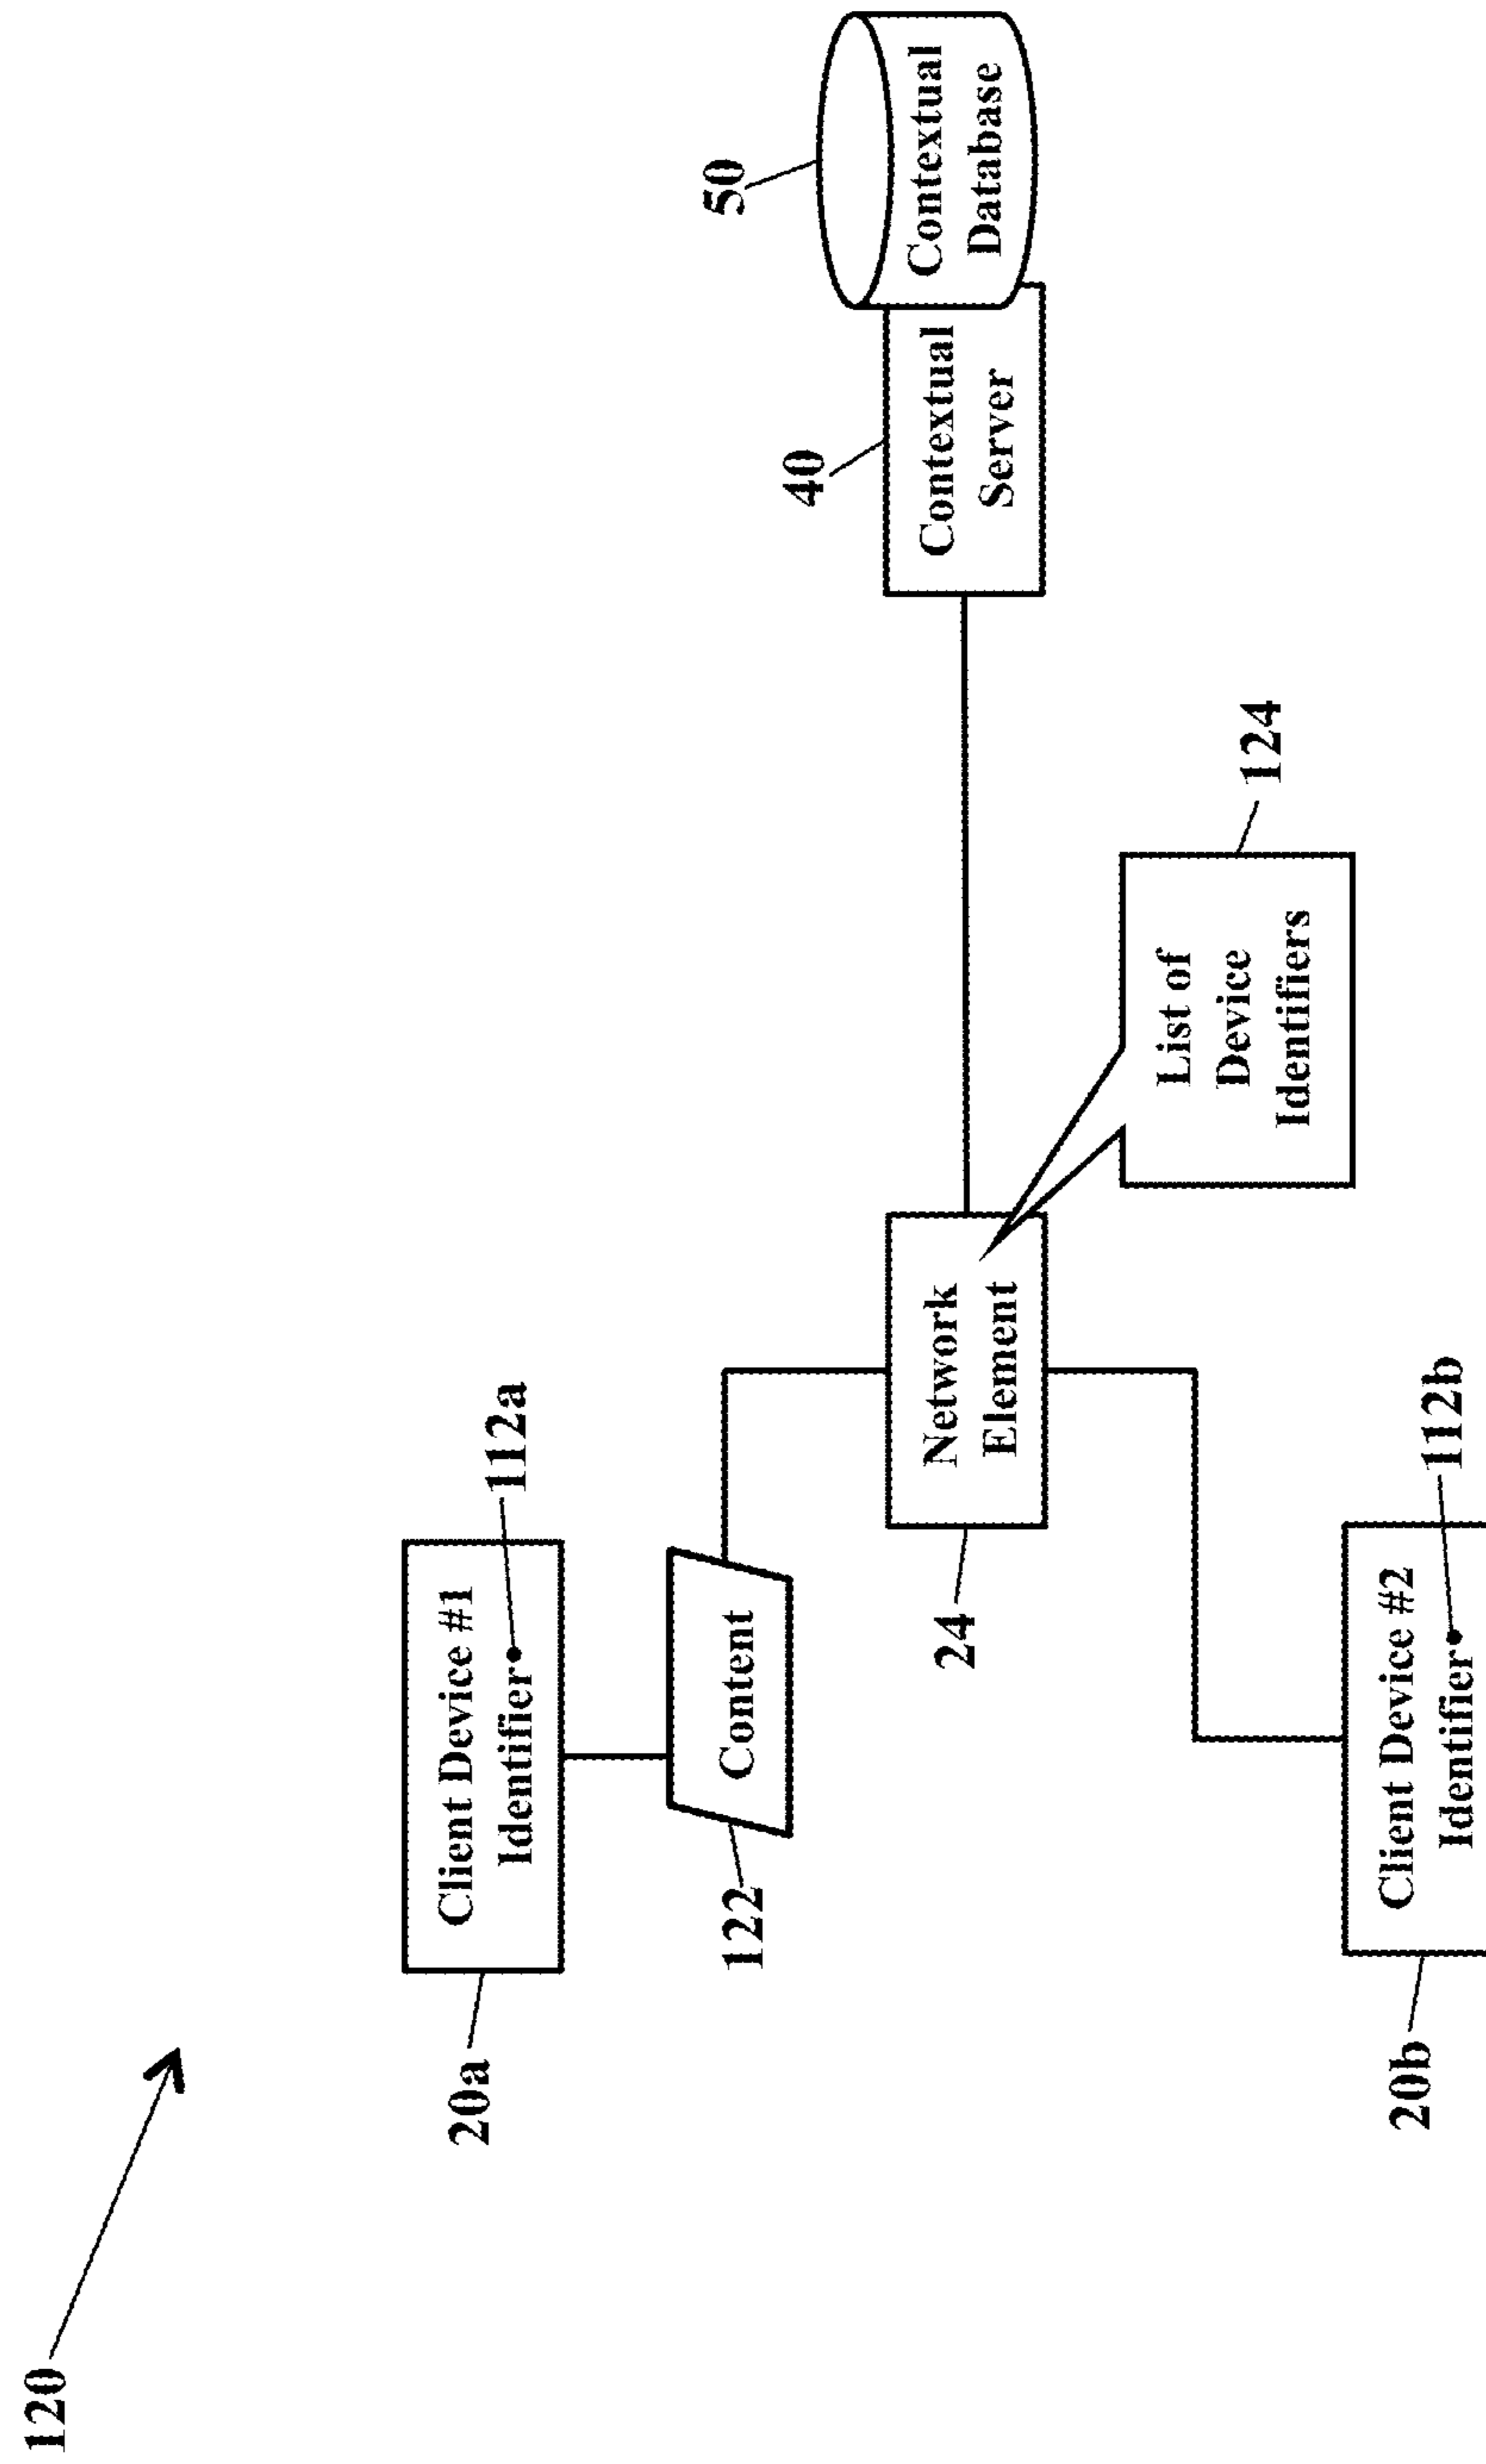 120
20a
Client Device #1
Identifier
112a
122
Content
24
Network
Element
40
Contextual
Server
50
Contextual
Database
List of
Device
Identifiers
124
20b
Client Device #2
Identifier
112b